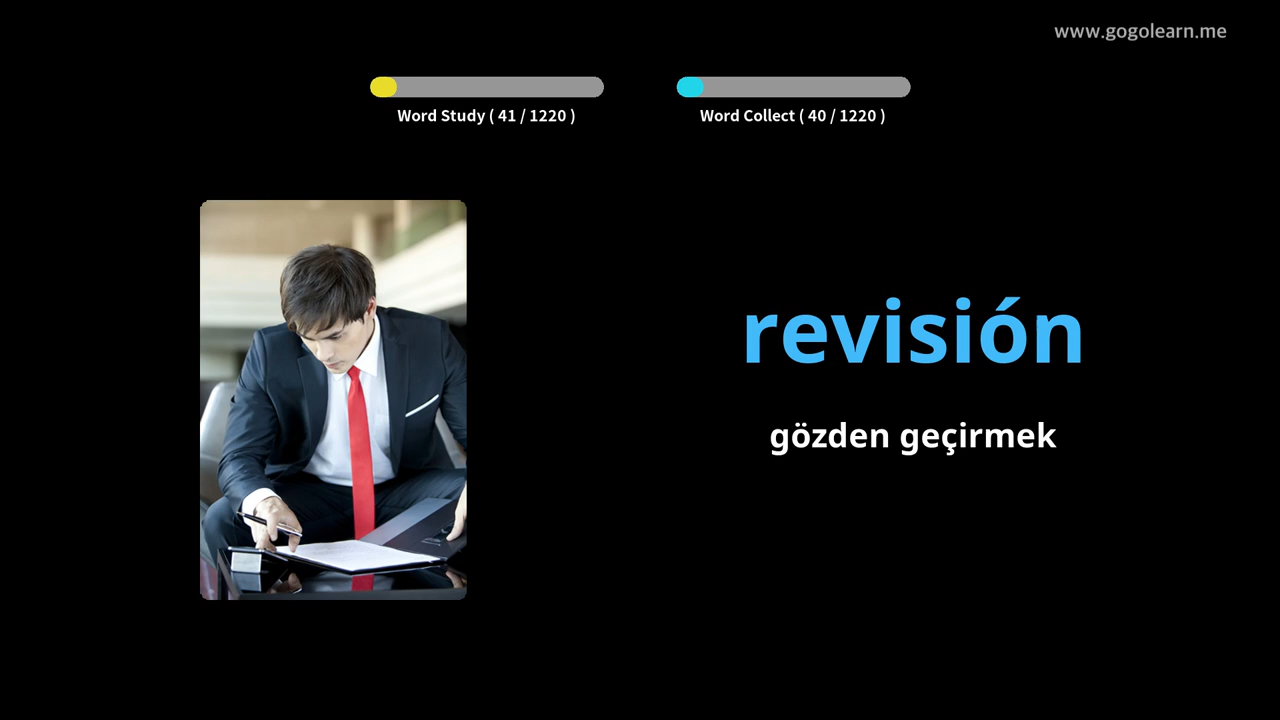 www.gogolearn.me
Word Study ( 41 / 1220 )
Word Collect ( 40 / 1220 )
revisión
gözden geçirmek